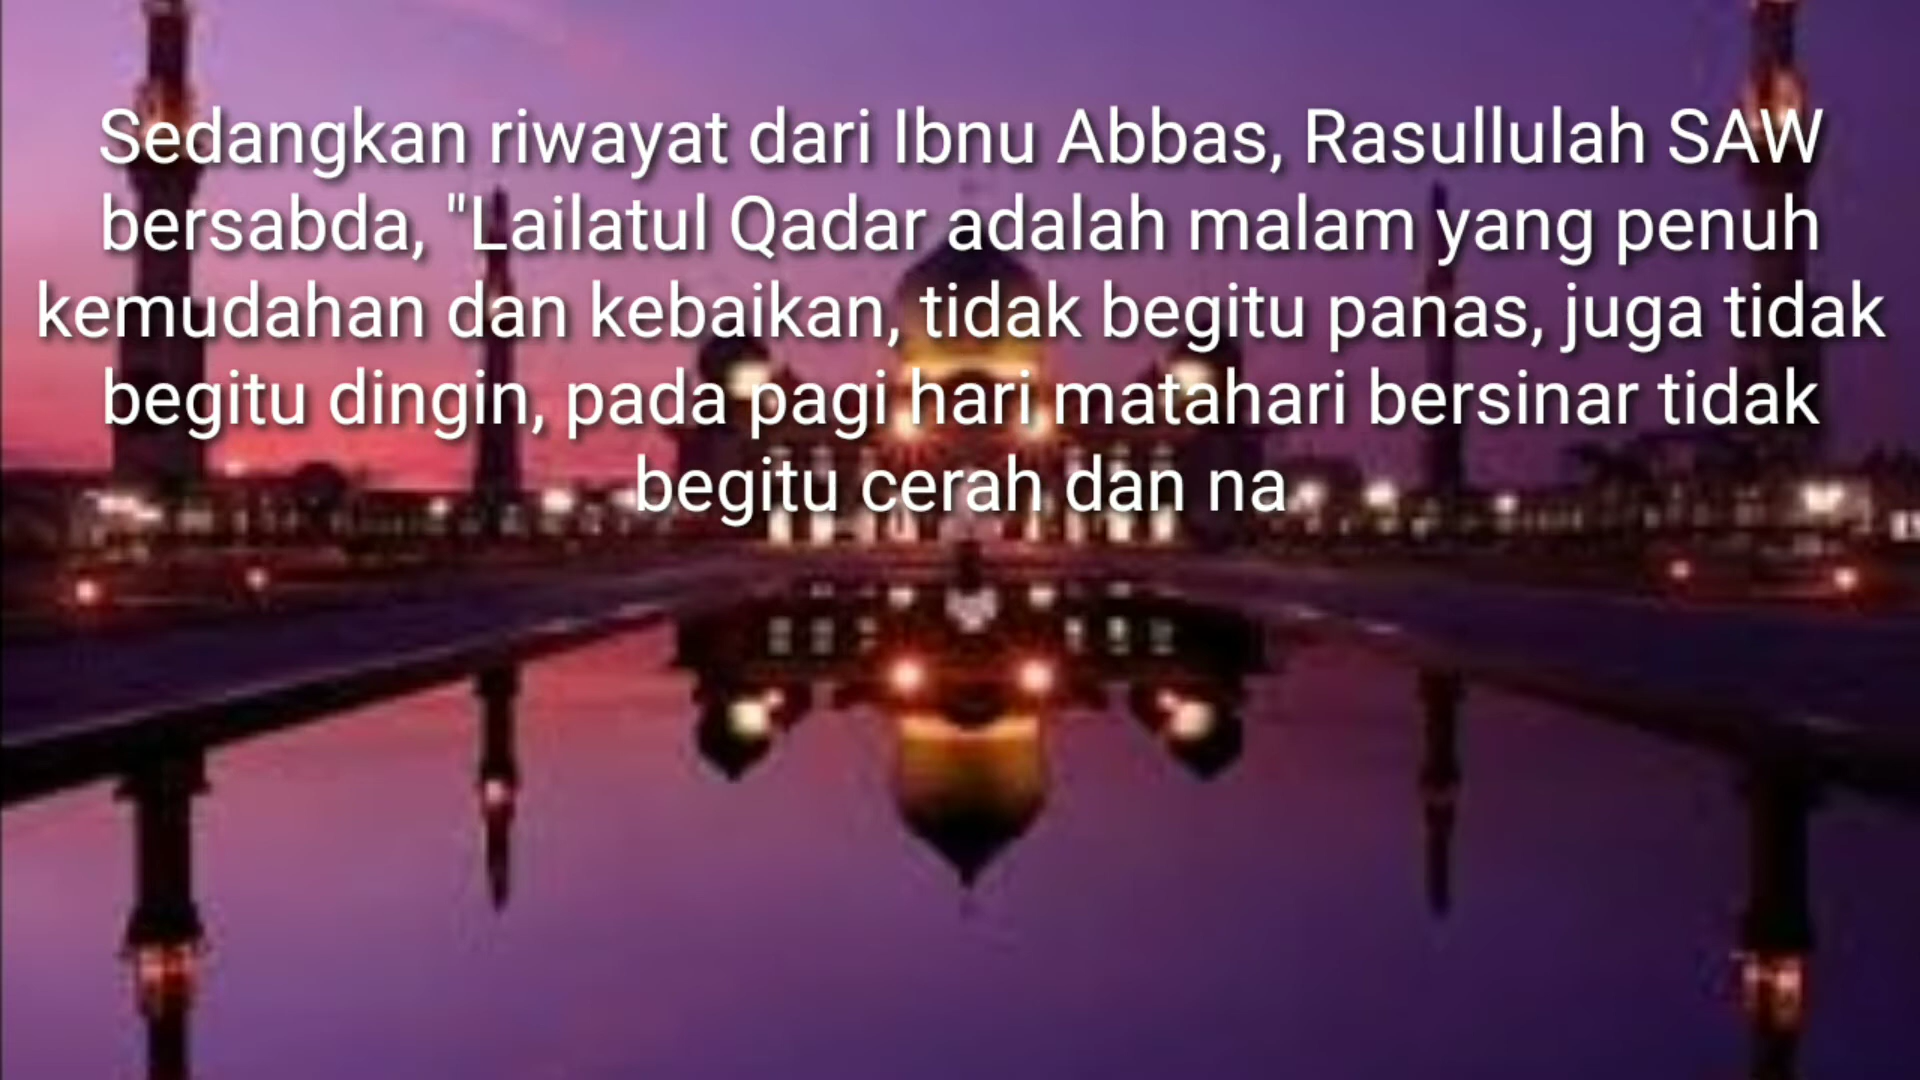 Sedangkan riwayat dari Ibnu Abbas, Rasullulah SAW
bersabda, "Lailatul Qadar adalah malam yang penuh
kemudahan dan kebaikan, tidak begitu panas, juga tidak
begitu dingin, pada pagi hari matahari bersinar tidak
begitu cerah dan na